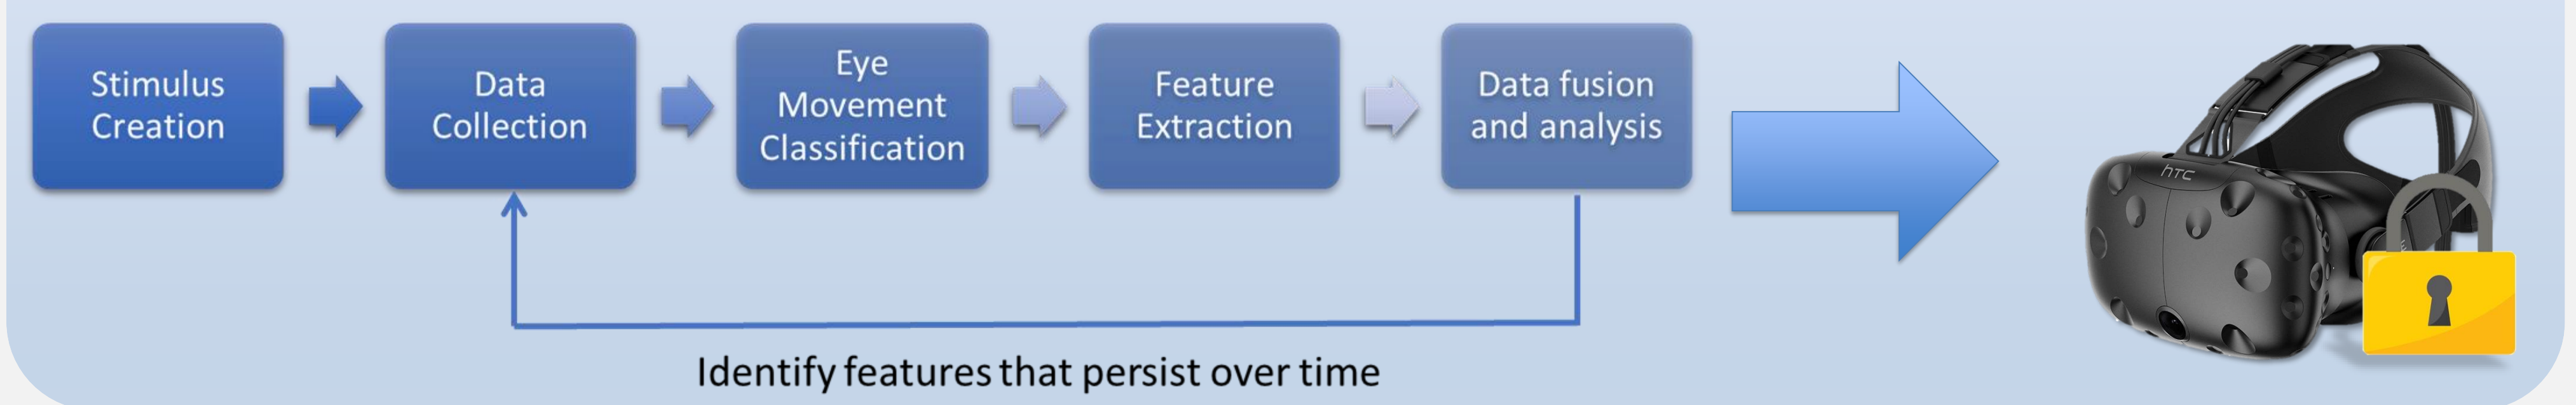 Stimulus
Creation
Data
Collection
Eye
Movement
Classification
Feature
Extraction
Data fusion
and analysis
hTC
Identify features that persist over time